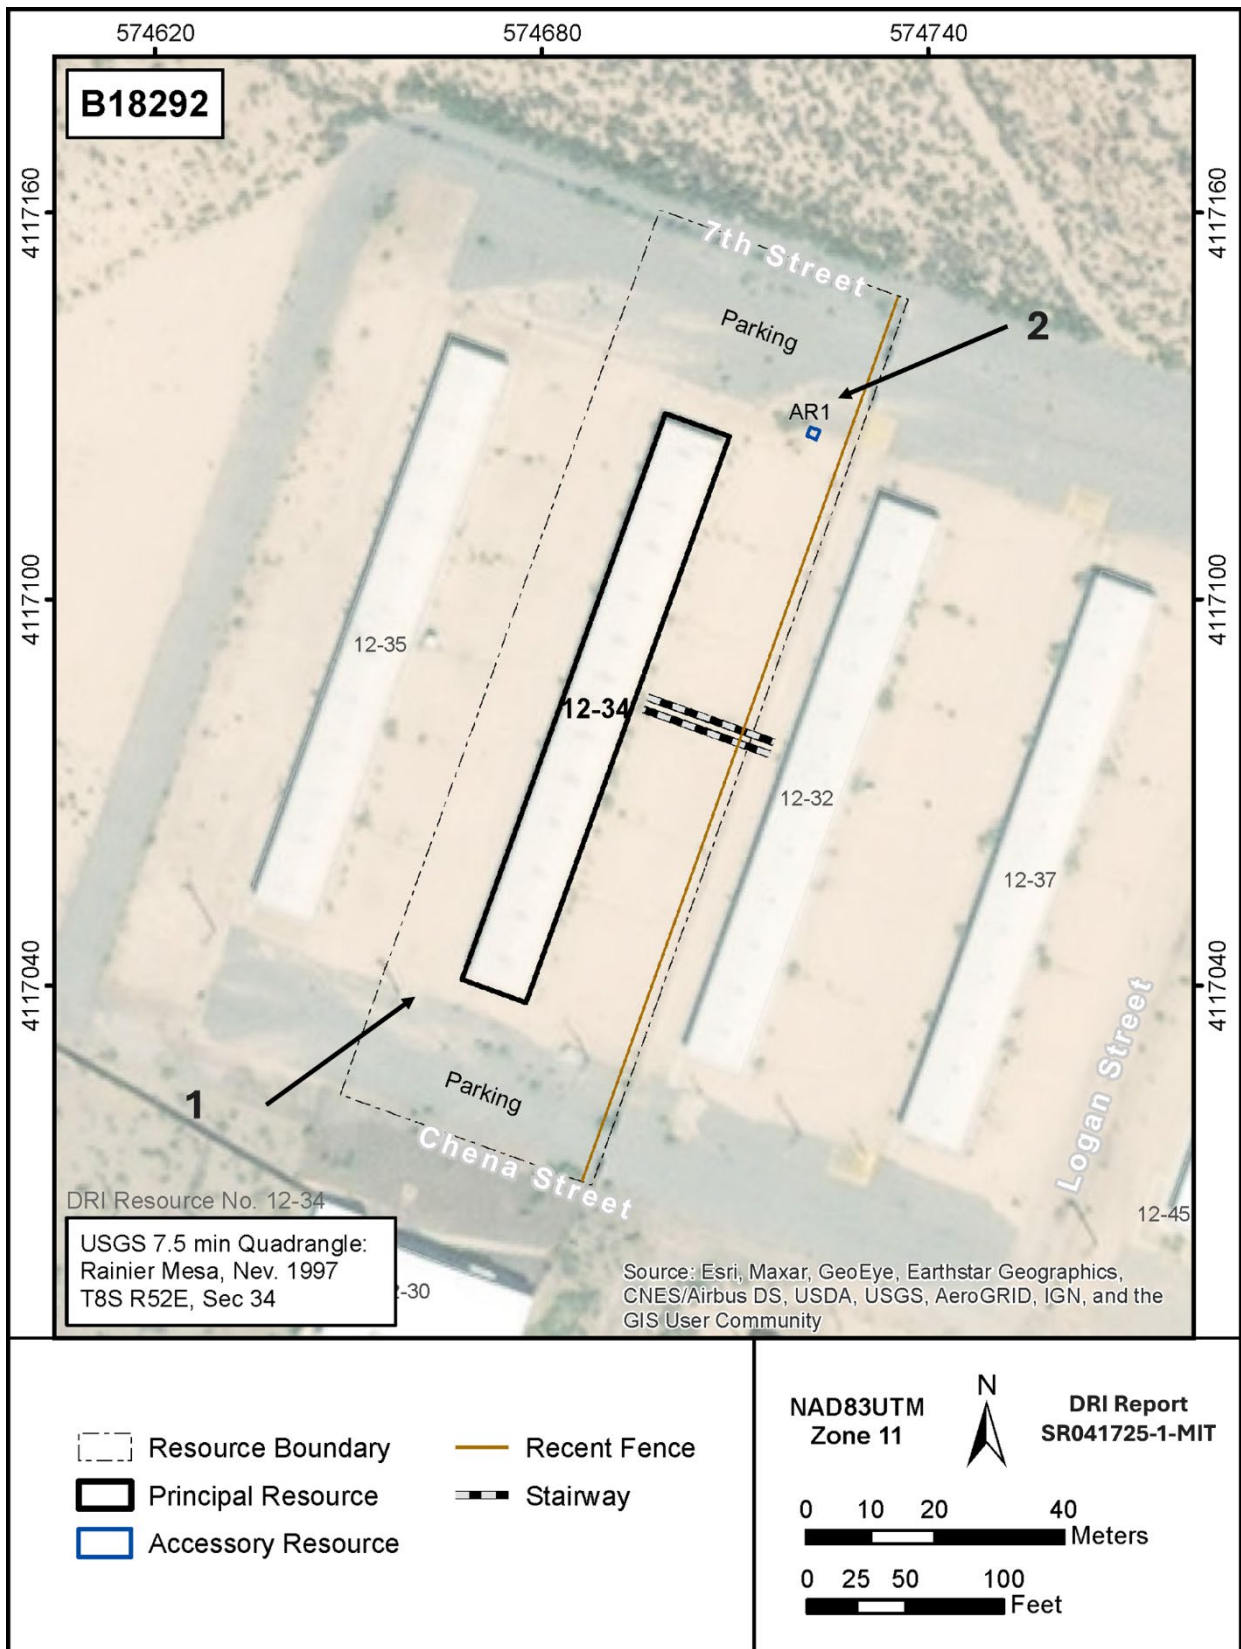 574620
574680
574740
B18292
4117160
4117160
7th Street
Parking
2
AR1
4117100
4117100
12-35
12-34
12-32
12-37
4117040
4117040
Logan Street
1
Parking
Chena Street
DRI Resource No. 12-34
12-45
USGS 7.5 min Quadrangle:
Rainier Mesa, Nev. 1997
T8S R52E, Sec 34
-30
Source: Esri, Maxar, GeoEye, Earthstar Geographics,
CNES/Airbus DS, USDA, USGS, AeroGRID, IGN, and the
GIS User Community
Resource Boundary
Principal Resource
Accessory Resource
Recent Fence
Stairway
NAD83UTM
Zone 11
N
DRI Report
SR041725-1-MIT
0 10 20 40
Meters
0 25 50 100
Feet